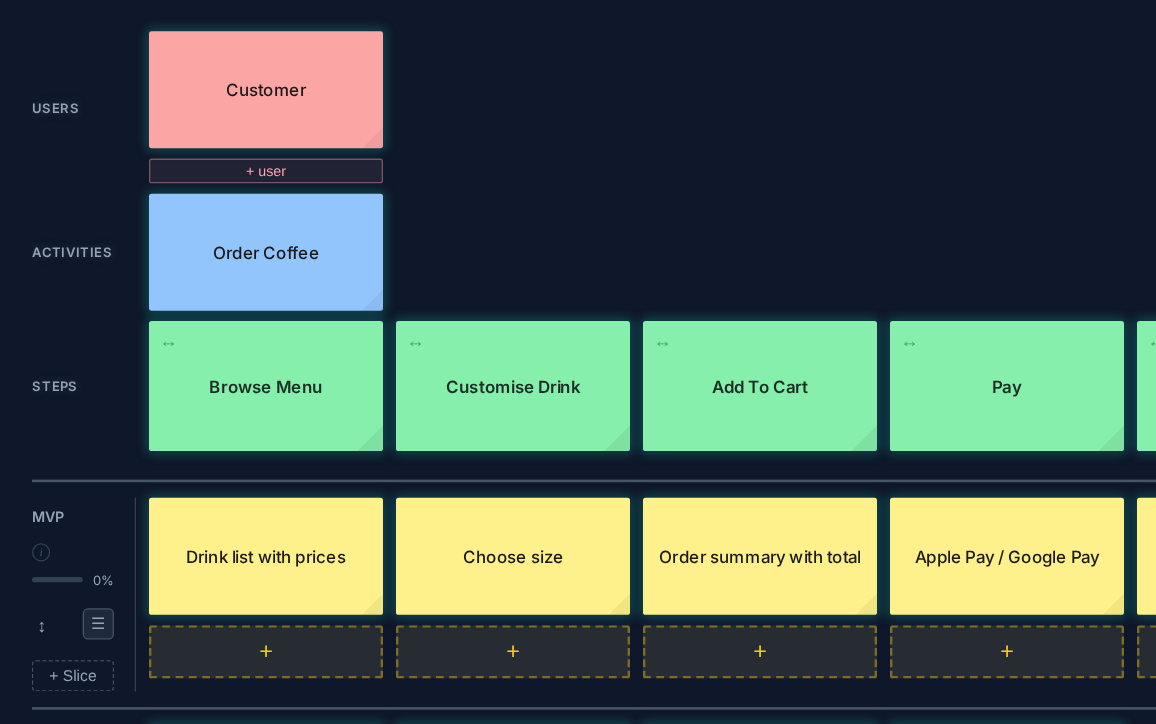 USERS
Customer
+ user
ACTIVITIES
Order Coffee
STEPS
↔
Browse Menu
↔
Customise Drink
↔
Add To Cart
↔
Pay
MVP
i
0%
↕
☰
+ Slice
Drink list with prices
Choose size
Order summary with total
Apple Pay / Google Pay
+
+
+
+